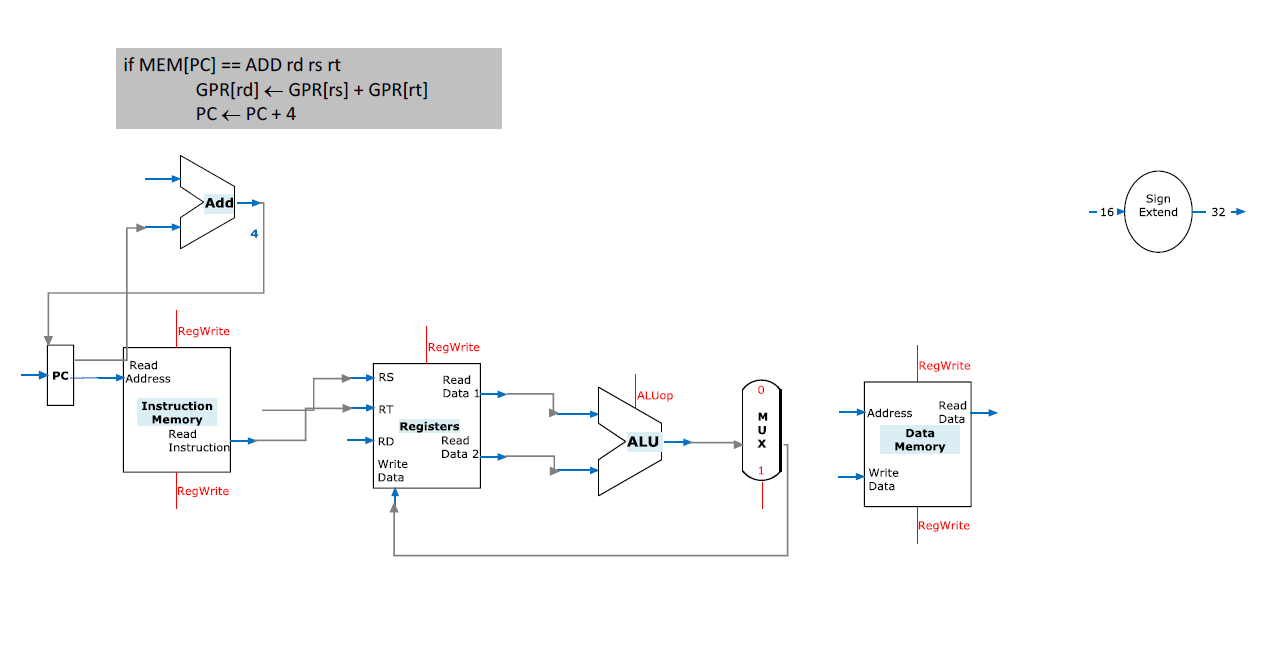 if MEM[PC] == ADD rd rs rt
GPR[rd] ← GPR[rs] + GPR[rt]
PC ← PC + 4
Add
4
Sign
Extend
16
32
RegWrite
PC
Read
Address
Instruction
Memory
Read
Instruction
RegWrite
RegWrite
RS
RT
RD
Write
Data
Read
Data 1
Registers
Read
Data 2
ALUop
ALU
0
M
U
X
1
RegWrite
Address
Read
Data
Data
Memory
Write
Data
RegWrite